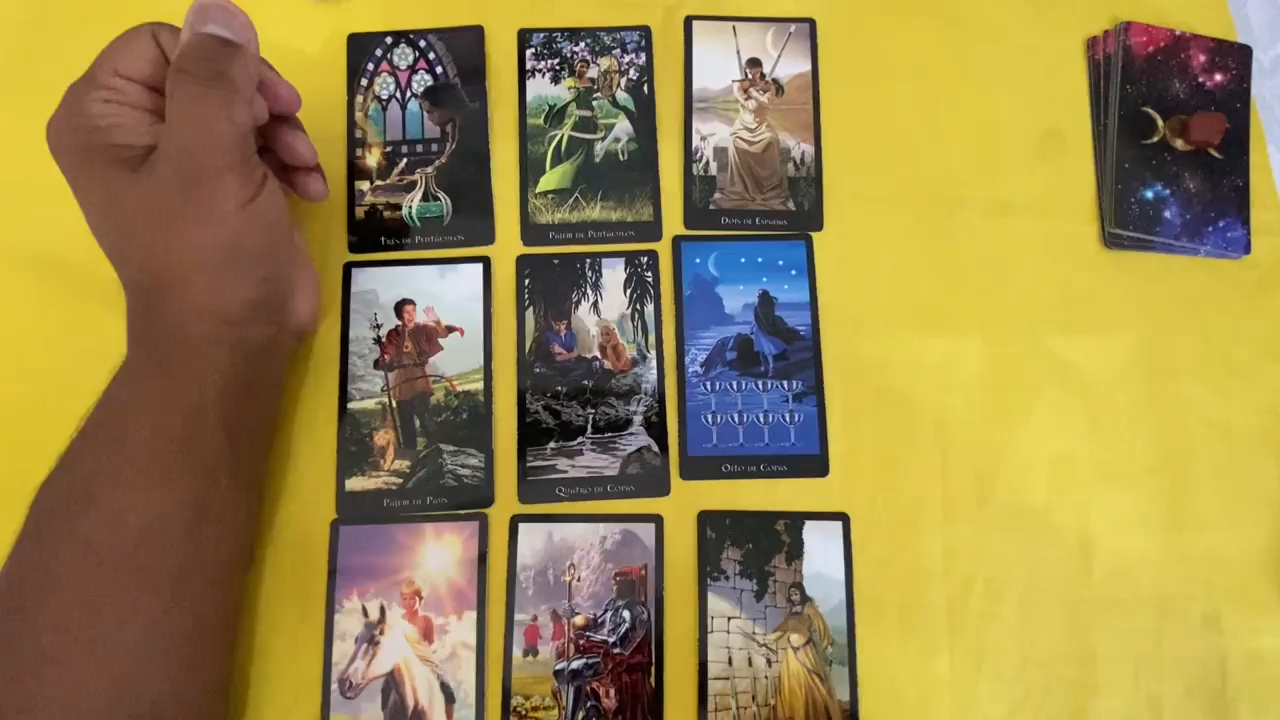 Três de Pentáculos
Pajem de Pentáculos
Dois de Espadas
Pajem de Paus
Quatro de Copas
Oito de Copas